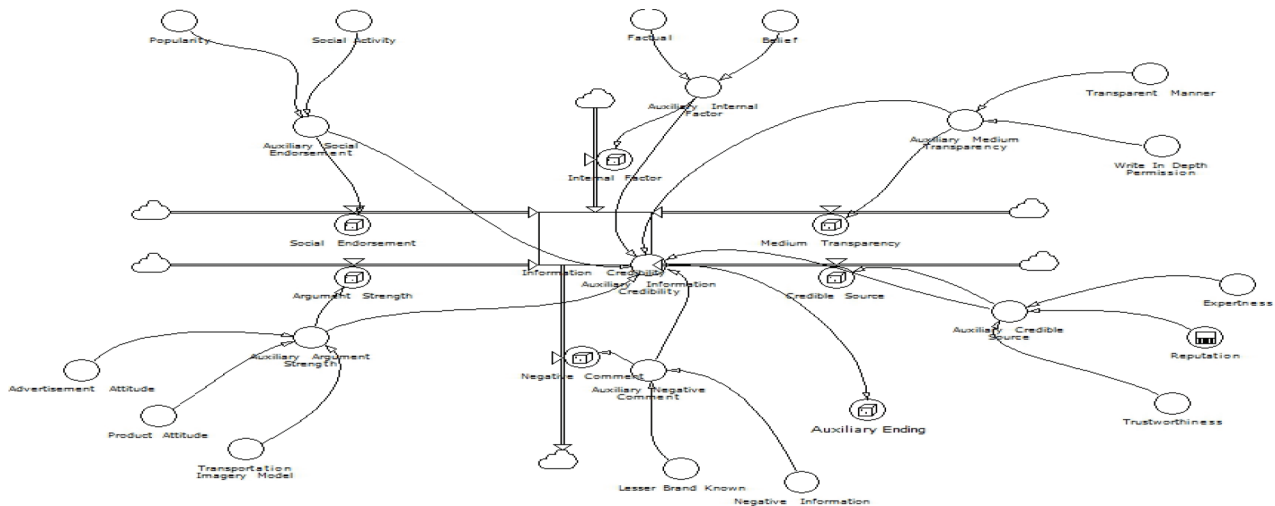 Popularity
Social Activity
Factual
Belief
Transparent Manner
Auxiliary Internal
Factor
Auxiliary Social
Endorsement
Auxiliary Medium
Transparency
Write In Depth
Permission
Internal Factor
Social Endorsement
Medium Transparency
Information Credibility
Auxiliary Information
Credibility
Argument Strength
Credible Source
Expertness
Auxiliary Credible
Source
Reputation
Auxiliary Argument
Strength
Negative Comment
Auxiliary Negative
Comment
Advertisement Attitude
Trustworthiness
Auxiliary Ending
Product Attitude
Transportation
Imagery Model
Lesser Brand Known
Negative Information